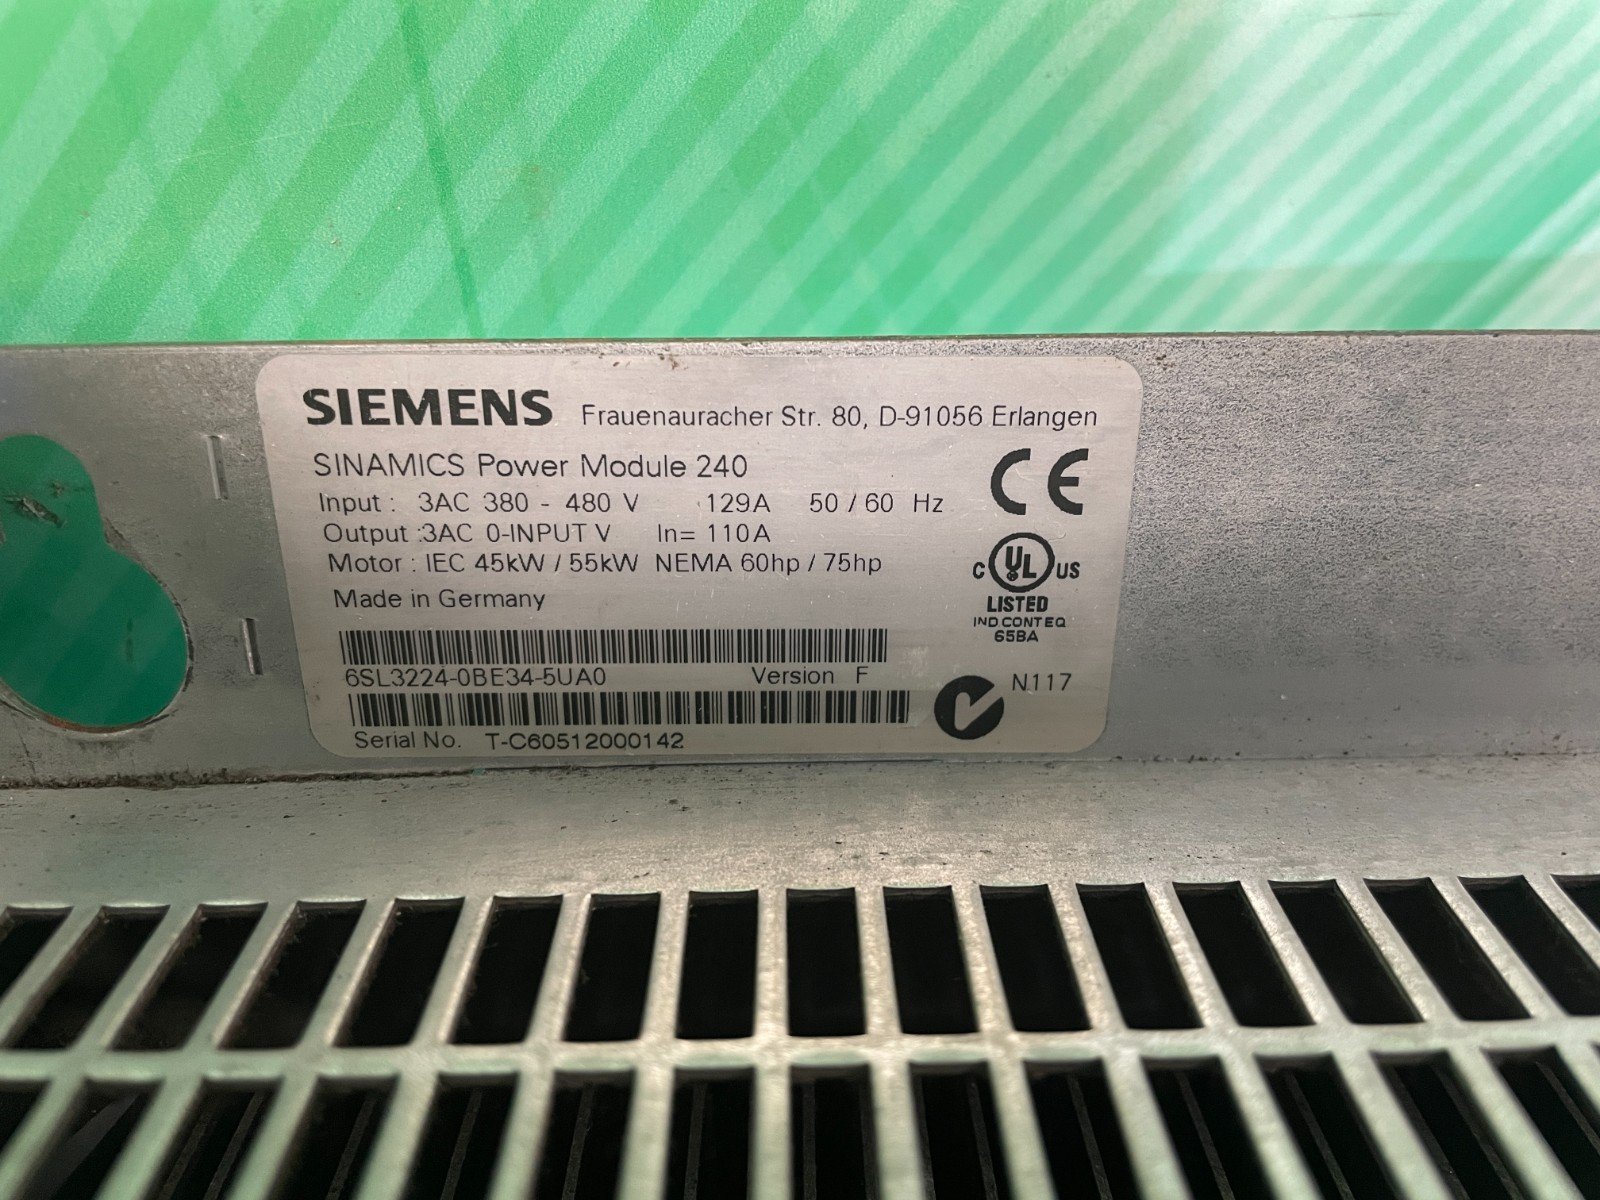 SIEMENS Frauenauracher Str. 80, D-91056 Erlangen
SINAMICS Power Module 240
Input : 3AC 380 - 480 V 129A 50 / 60 Hz
Output :3AC 0-INPUT V In= 110A
Motor : IEC 45kW / 55kW NEMA 60hp / 75hp
Made in Germany
CE
C UL US
LISTED
IND CONT EQ
65BA
6SL3224-0BE34-5UA0 Version F
N117
Serial No. T-C60512000142